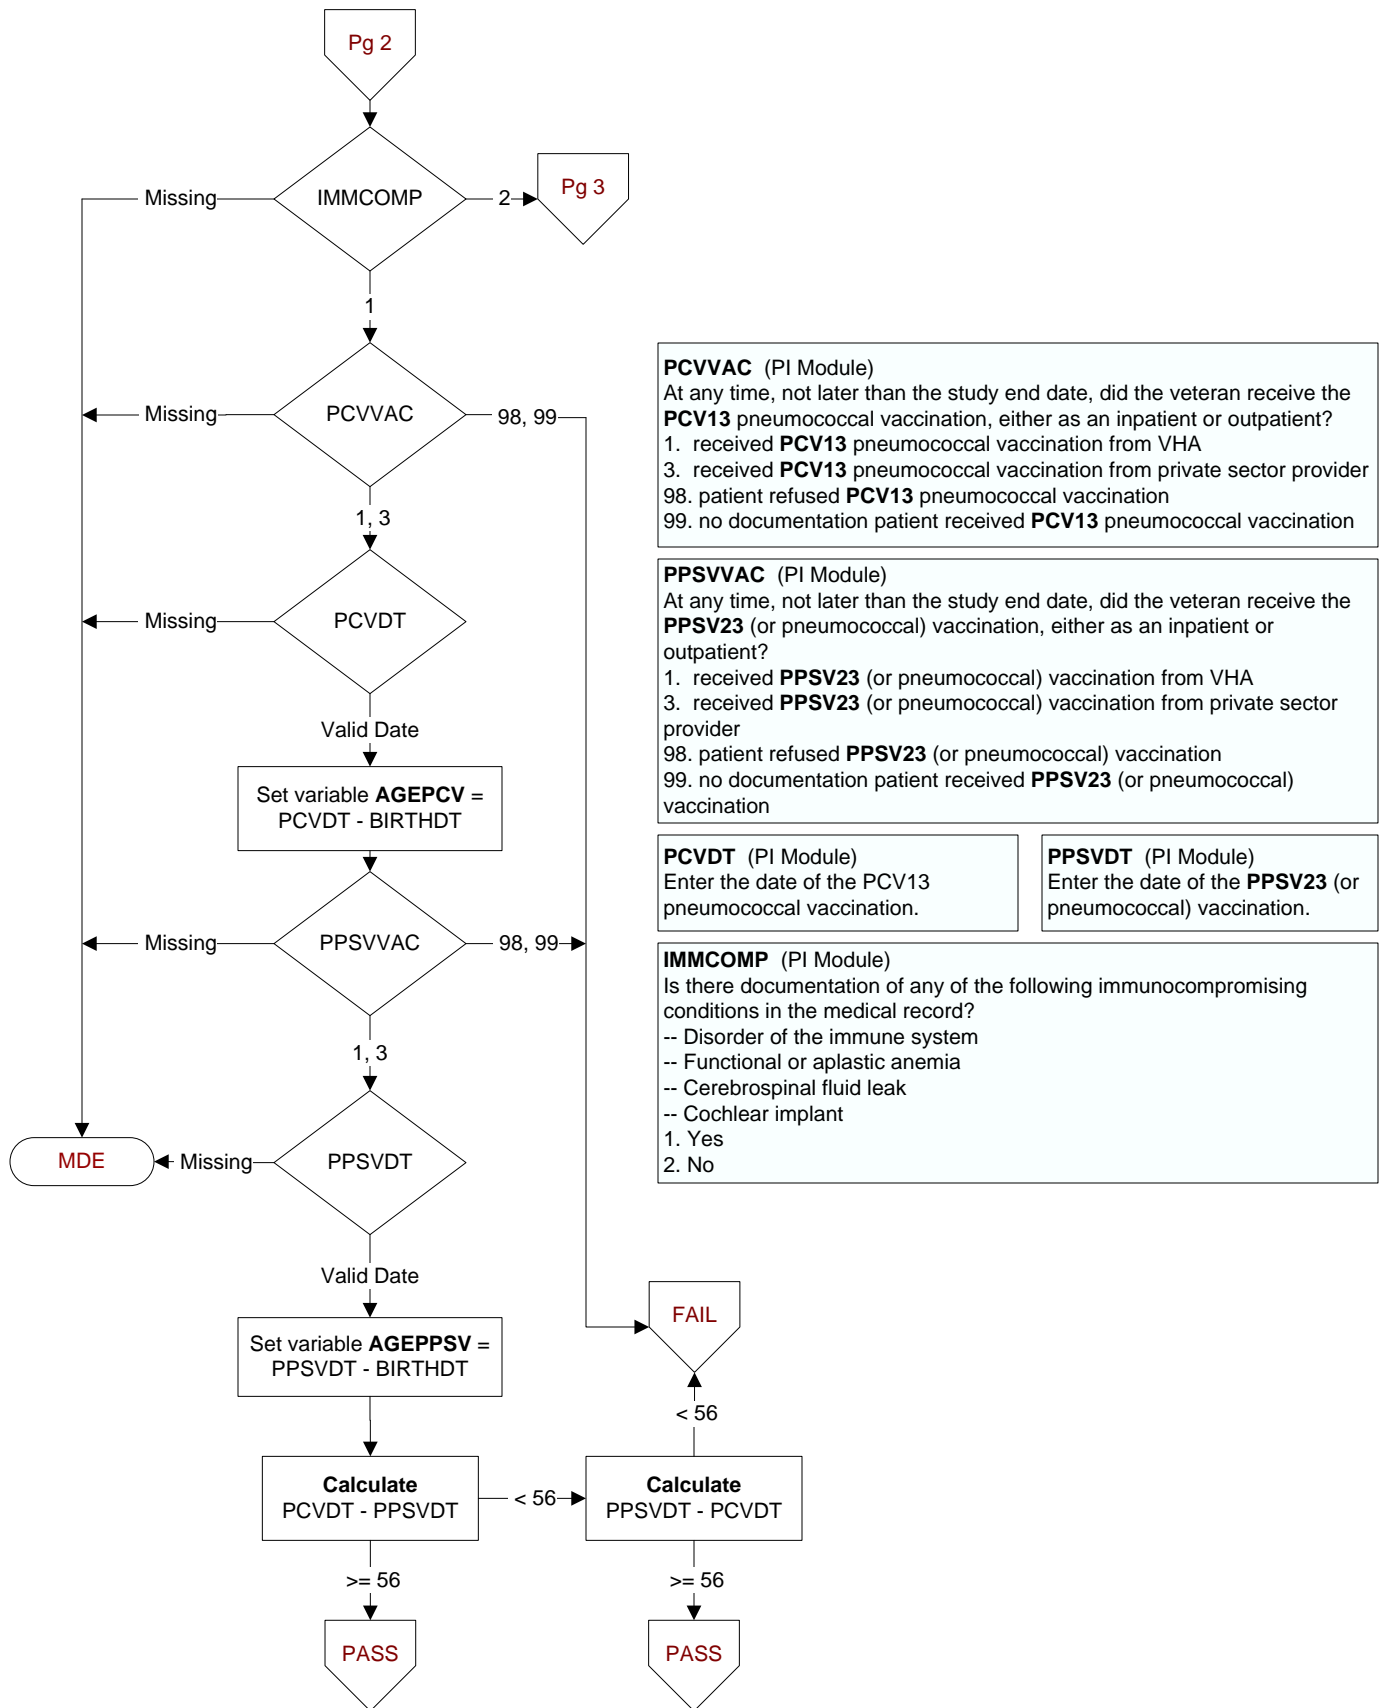 Pg 2
IMMCOMP
Missing
2
Pg 3
1
PCVVAC
Missing
98, 99
1, 3
PCVDT
Missing
Valid Date
Set variable AGEPCV =
PCVDT - BIRTHDT
PPSVVAC
Missing
98, 99
1, 3
PPSVDT
Missing
MDE
Valid Date
Set variable AGEPPSV =
PPSVDT - BIRTHDT
FAIL
< 56
Calculate
PCVDT - PPSVDT
< 56
Calculate
PPSVDT - PCVDT
>= 56
>= 56
PASS
PASS
PCVVAC (PI Module)
At any time, not later than the study end date, did the veteran receive the
PCV13 pneumococcal vaccination, either as an inpatient or outpatient?
1. received PCV13 pneumococcal vaccination from VHA
3. received PCV13 pneumococcal vaccination from private sector provider
98. patient refused PCV13 pneumococcal vaccination
99. no documentation patient received PCV13 pneumococcal vaccination
PPSVVAC (PI Module)
At any time, not later than the study end date, did the veteran receive the
PPSV23 (or pneumococcal) vaccination, either as an inpatient or
outpatient?
1. received PPSV23 (or pneumococcal) vaccination from VHA
3. received PPSV23 (or pneumococcal) vaccination from private sector
provider
98. patient refused PPSV23 (or pneumococcal) vaccination
99. no documentation patient received PPSV23 (or pneumococcal)
vaccination
PCVDT (PI Module)
Enter the date of the PCV13
pneumococcal vaccination.
PPSVDT (PI Module)
Enter the date of the PPSV23 (or
pneumococcal) vaccination.
IMMCOMP (PI Module)
Is there documentation of any of the following immunocompromising
conditions in the medical record?
-- Disorder of the immune system
-- Functional or aplastic anemia
-- Cerebrospinal fluid leak
-- Cochlear implant
1. Yes
2. No